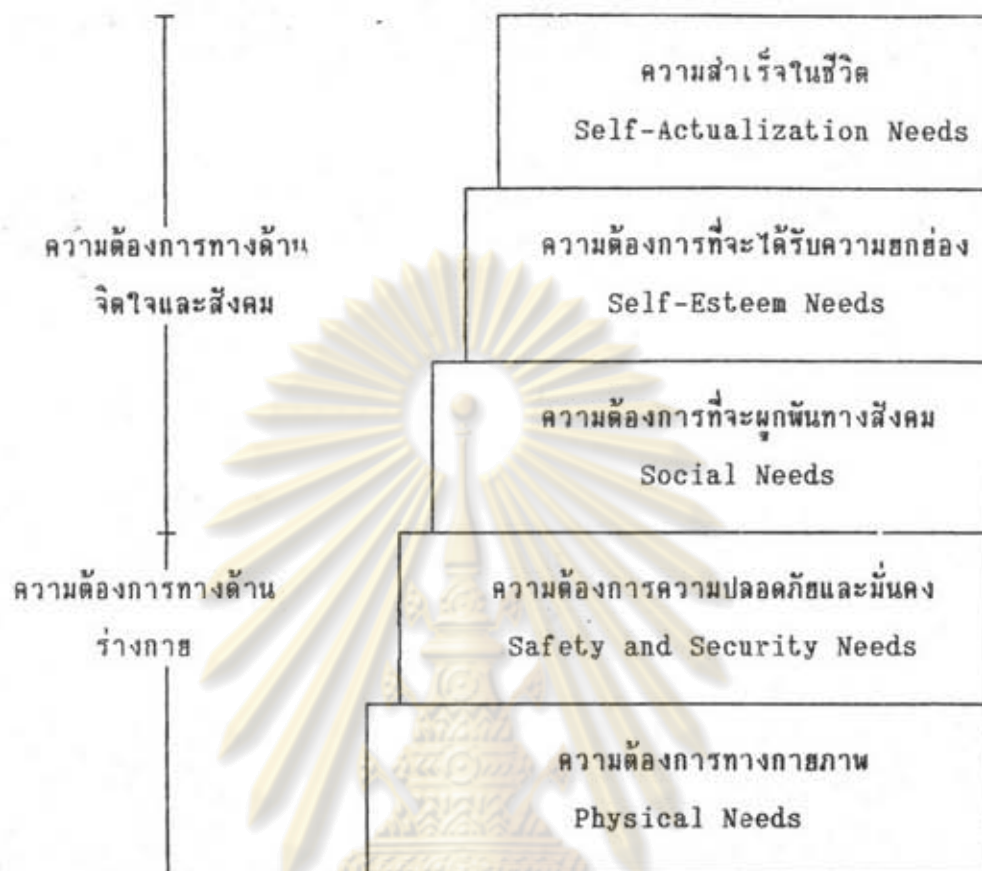 ความสำเร็จในชีวิต
Self-Actualization Needs
ความต้องการทางด้าน
จิตใจและสังคม
ความต้องการที่จะได้รับความยกย่อง
Self-Esteem Needs
ความต้องการที่จะผูกพันทางสังคม
Social Needs
ความต้องการทางด้าน
ร่างกาย
ความต้องการความปลอดภัยและมั่นคง
Safety and Security Needs
ความต้องการทางกายภาพ
Physical Needs